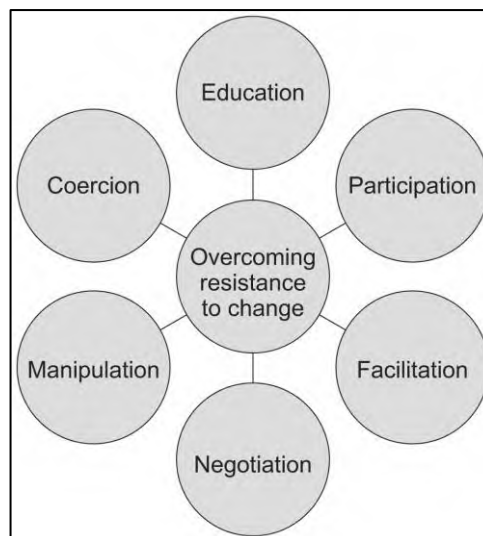 Education
Coercion
Participation
Overcoming
resistance
to change
Manipulation
Facilitation
Negotiation